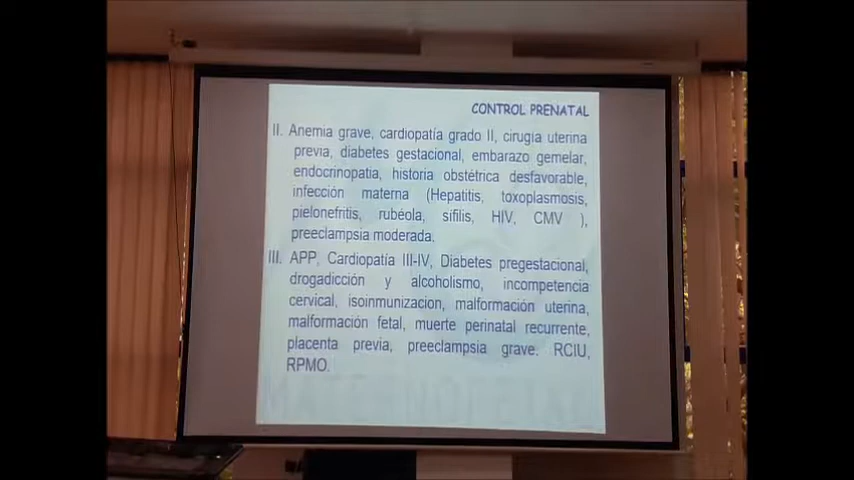 CONTROL PRENATAL
II. Anemia grave, cardiopatía grado II, cirugía uterina
previa, diabetes gestacional, embarazo gemelar,
endocrinopatia, historia obstétrica desfavorable,
infección materna (Hepatitis, toxoplasmosis,
pielonefritis, rubéola, sífilis, HIV, CMV ),
preeclampsia moderada.
III. APP, Cardiopatía III-IV, Diabetes pregestacional,
drogadicción y alcoholismo, incompetencia
cervical, isoinmunizacion, malformación uterina,
malformación fetal, muerte perinatal recurrente,
placenta previa, preeclampsia grave. RCIU,
RPMO.
MATERNOFETAL